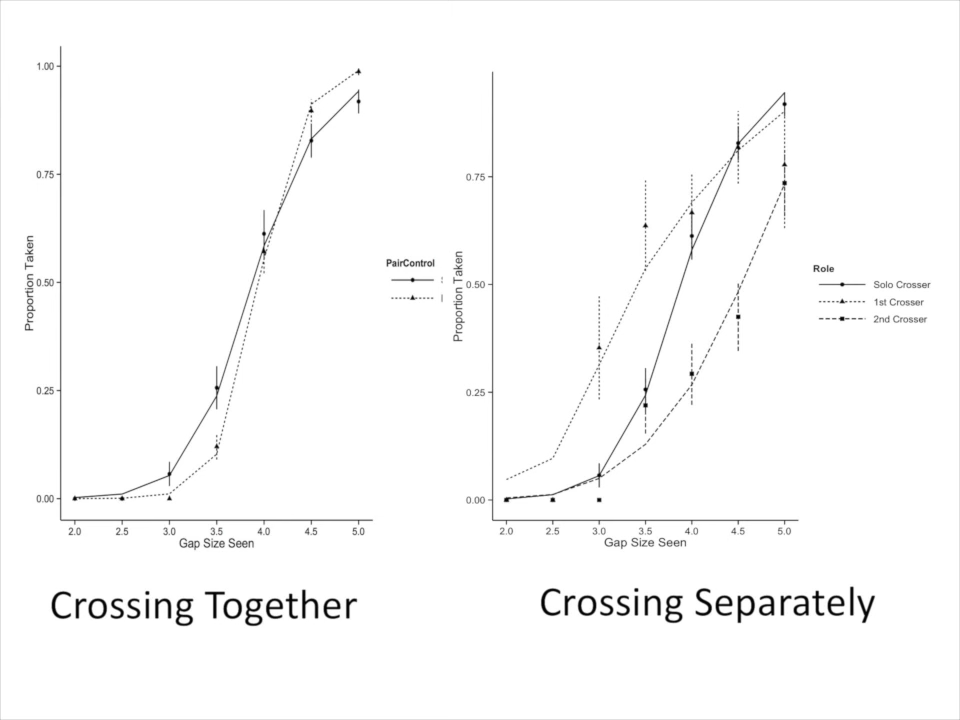 1.00
0.75
0.50
0.25
0.00
Proportion Taken
2.0 2.5 3.0 3.5 4.0 4.5 5.0
Gap Size Seen
PairControl
0.75
0.50
0.25
0.00
Proportion Taken
2.0 2.5 3.0 3.5 4.0 4.5 5.0
Gap Size Seen
Role
Solo Crosser
1st Crosser
2nd Crosser
Crossing Together
Crossing Separately